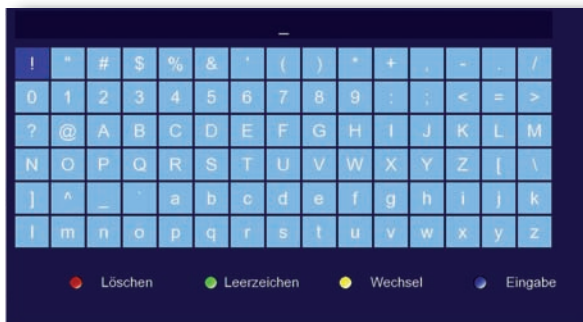 _
! " # $ % & ' ( ) * + , - . /
0 1 2 3 4 5 6 7 8 9 : ; < = >
? @ A B C D E F G H I J K L M
N O P Q R S T U V W X Y Z [ \
] ^ _ ` a b c d e f g h i j k
l m n o p q r s t u v w x y z
Löschen Leerzeichen Wechsel Eingabe